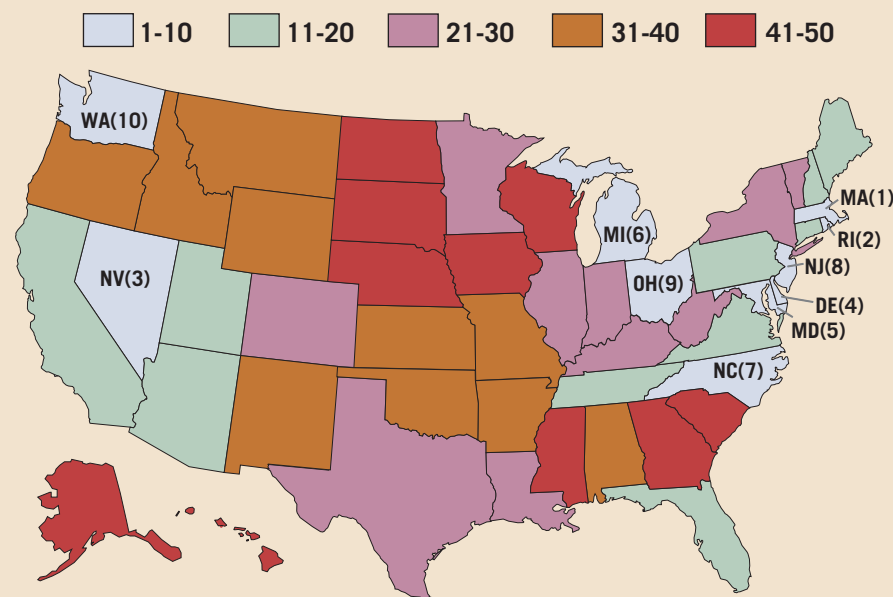 1-10 11-20 21-30 31-40 41-50
WA(10)
MA(1)
MI(6)
RI(2)
NJ(8)
NV(3)
OH(9)
DE(4)
MD(5)
NC(7)